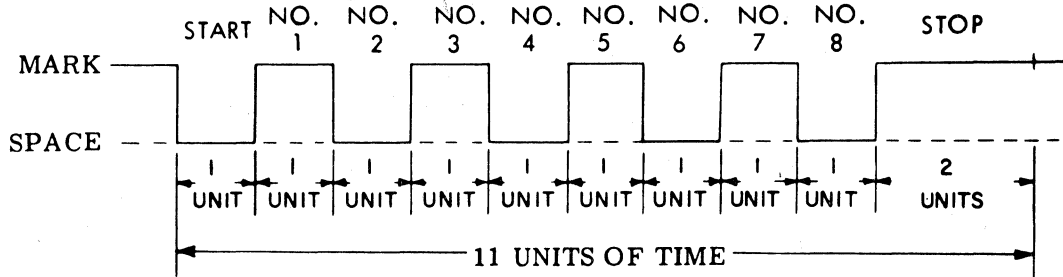 START NO. NO. NO. NO. NO. NO. NO. NO. STOP
1 2 3 4 5 6 7 8
MARK
SPACE
1 1 1 1 1 1 1 1 1 2
UNIT UNIT UNIT UNIT UNIT UNIT UNIT UNIT UNIT UNITS
11 UNITS OF TIME